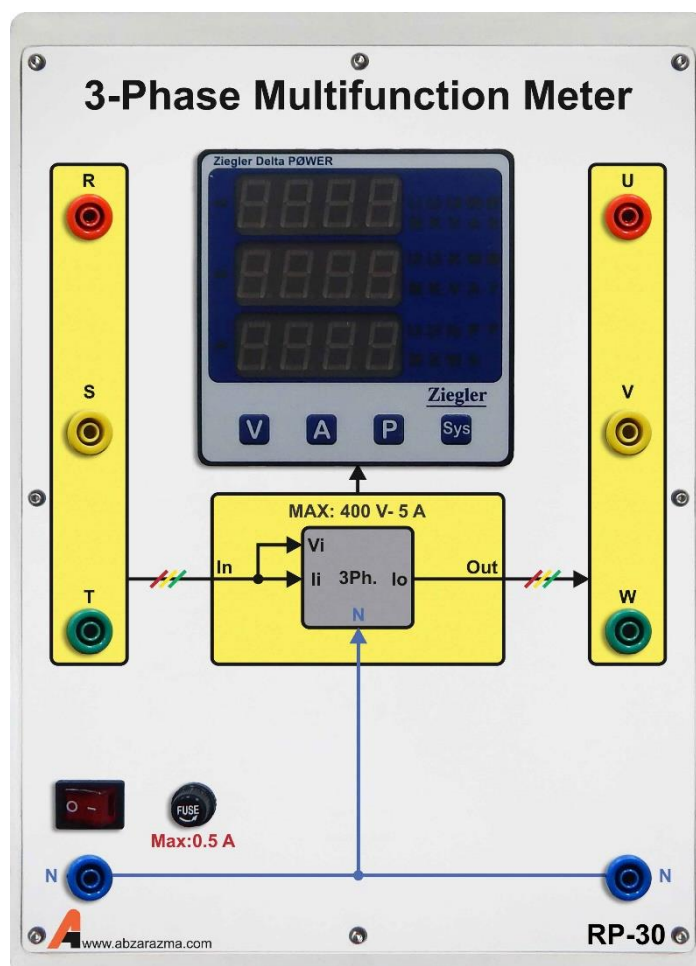 3-Phase Multifunction Meter
Ziegler Delta PØWER
R
S
T
U
V
W
Ziegler
V
A
P
Sys
MAX: 400 V- 5 A
In
Vi
Ii
3Ph.
Io
N
Out
FUSE
Max:0.5 A
N
N
www.abzarazma.com
RP-30